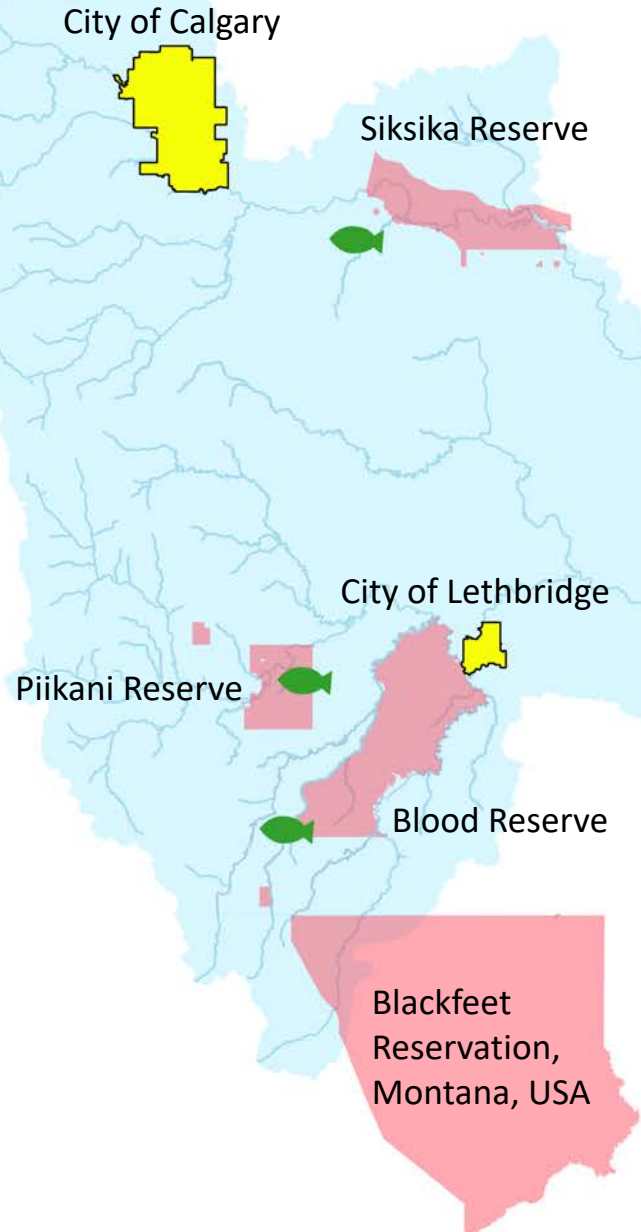 City of Calgary
Siksika Reserve
City of Lethbridge
Piikani Reserve
Blood Reserve
Blackfeet
Reservation,
Montana, USA